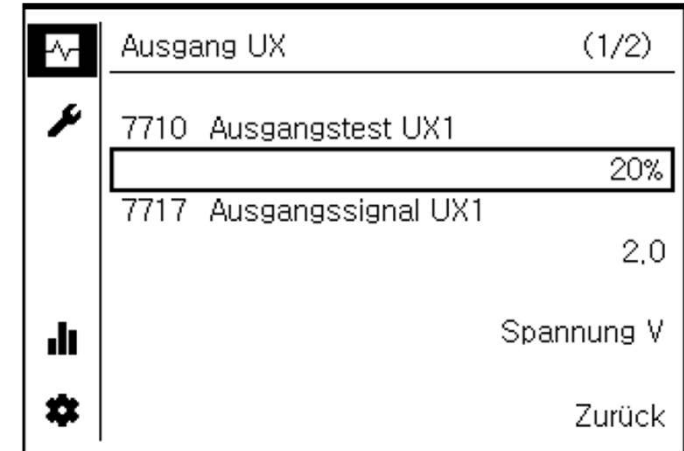 Ausgang UX (1/2)
7710 Ausgangstest UX1
20%
7717 Ausgangssignal UX1
2,0
Spannung V
Zurück